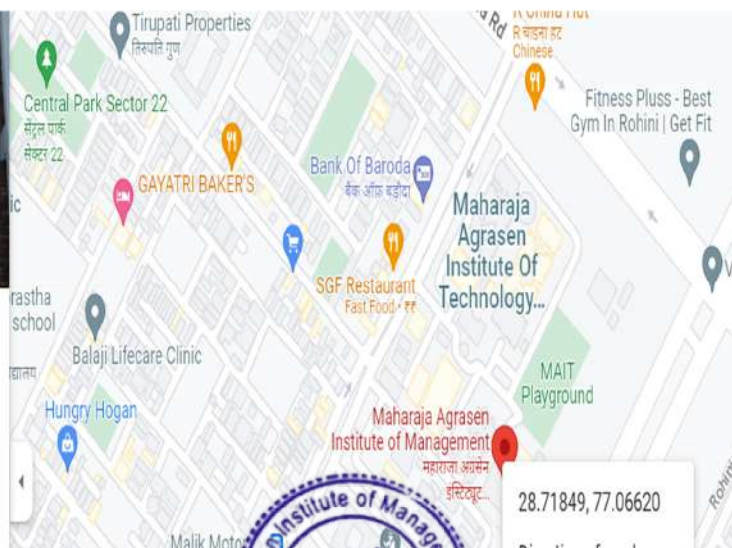 Tirupati Properties
तिरुपति गुण
Rd
R चाइना हट
Chinese
Central Park Sector 22
सेंट्रल पार्क
सेक्टर 22
Fitness Pluss - Best
Gym In Rohini | Get Fit
Bank Of Baroda
बैंक ऑफ़ बड़ौदा
GAYATRI BAKER'S
ic
Maharaja
Agrasen
Institute Of
Technology...
SGF Restaurant
Fast Food • ₹₹
rastha
school
Balaji Lifecare Clinic
MAIT
Playground
Hungry Hogan
Maharaja Agrasen
Institute of Management
महाराजा अग्रसेन
इंस्टिट्यूट...
28.71849, 77.06620
Institute of Manage
Malik Moto